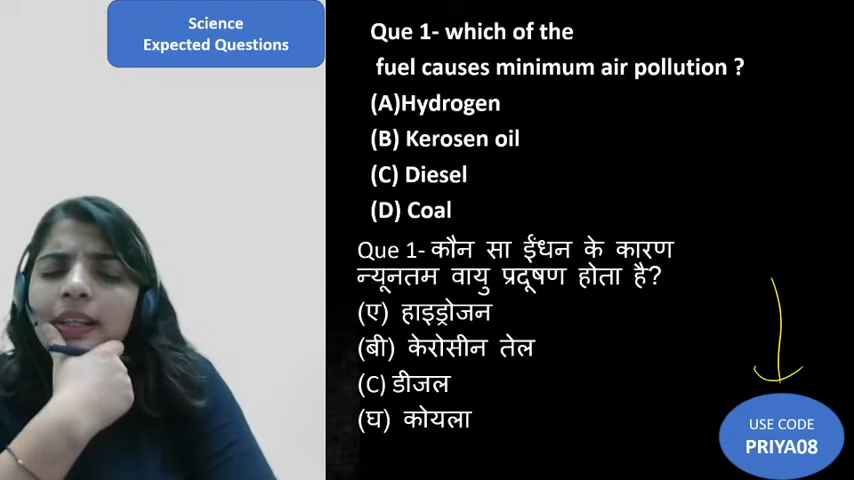 Science
Expected Questions
Que 1- which of the
fuel causes minimum air pollution ?
(A)Hydrogen
(B) Kerosen oil
(C) Diesel
(D) Coal
Que 1- कौन सा ईंधन के कारण
न्यूनतम वायु प्रदूषण होता है?
(ए) हाइड्रोजन
(बी) केरोसीन तेल
(C) डीजल
(घ) कोयला
USE CODE
PRIYA08